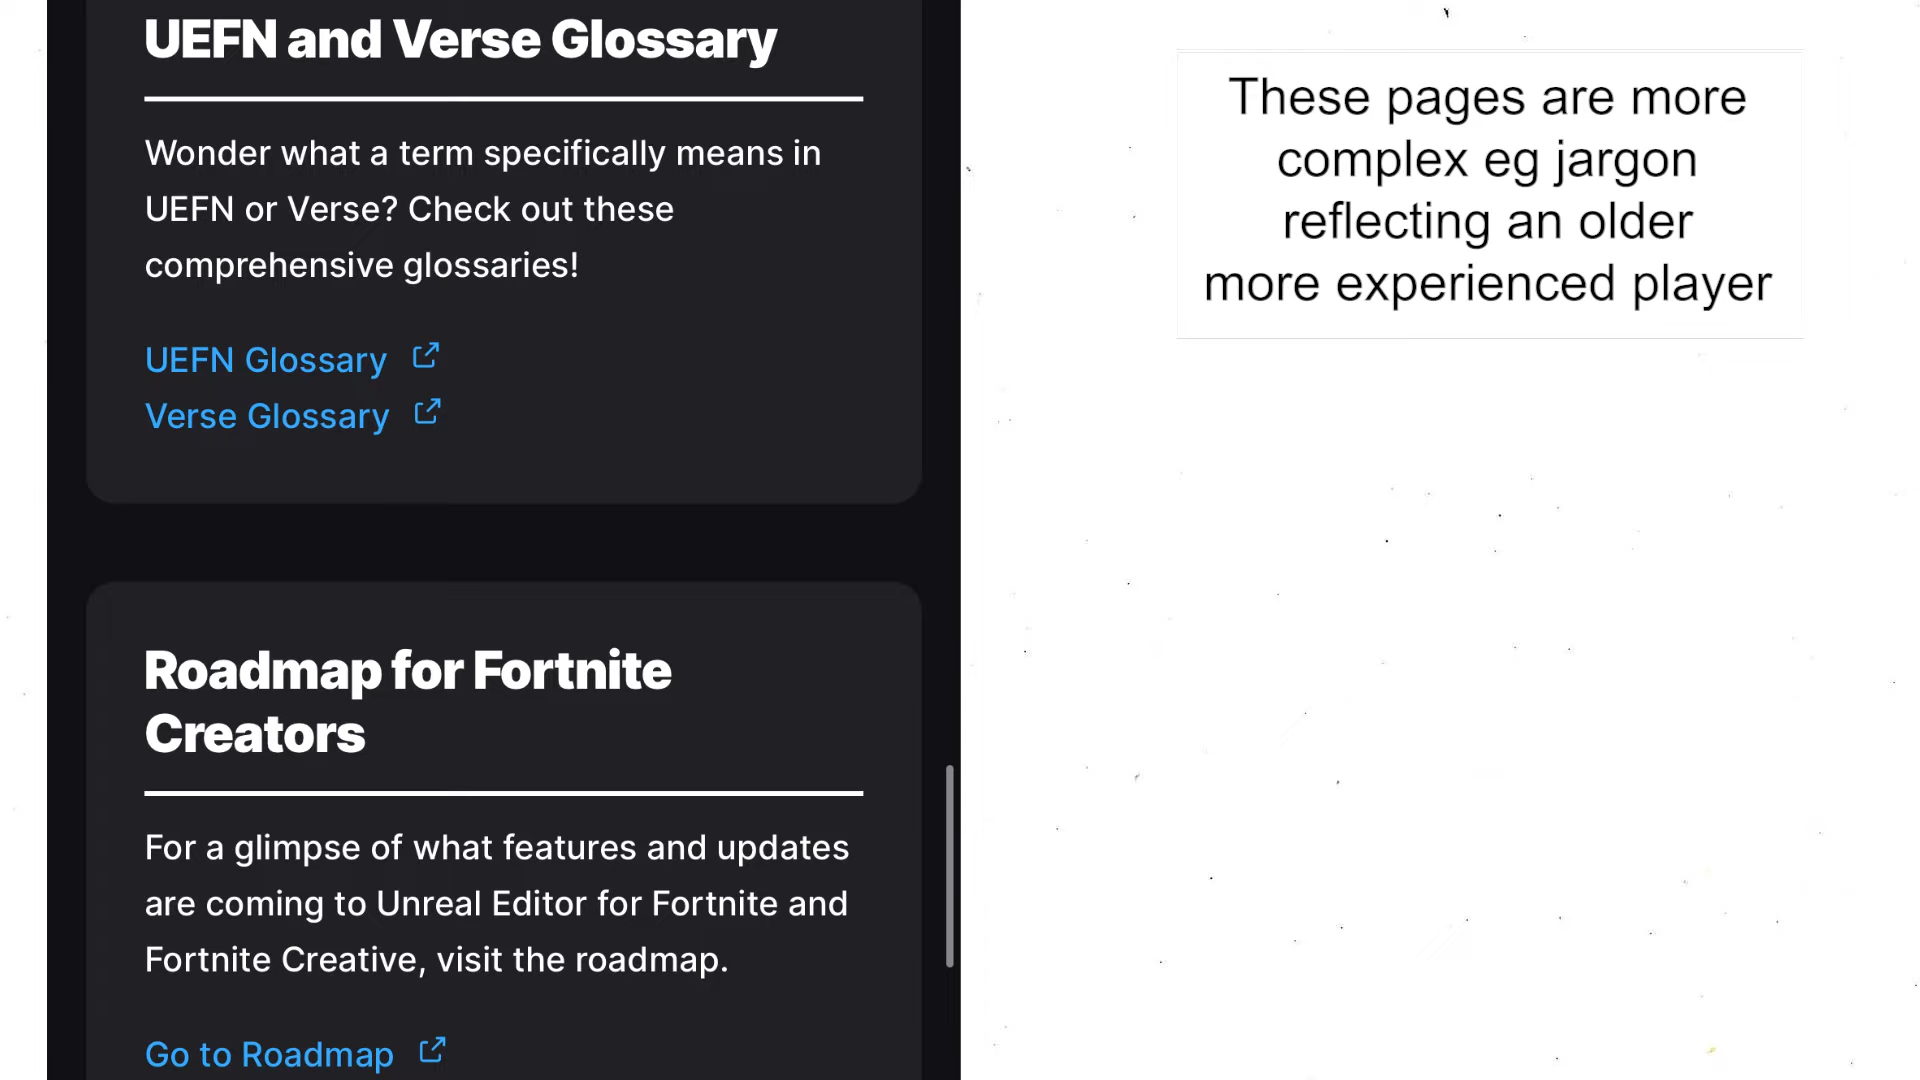 UEFN and Verse Glossary
Wonder what a term specifically means in
UEFN or Verse? Check out these
comprehensive glossaries!
UEFN Glossary
Verse Glossary
Roadmap for Fortnite
Creators
For a glimpse of what features and updates
are coming to Unreal Editor for Fortnite and
Fortnite Creative, visit the roadmap.
Go to Roadmap
These pages are more
complex eg jargon
reflecting an older
more experienced player